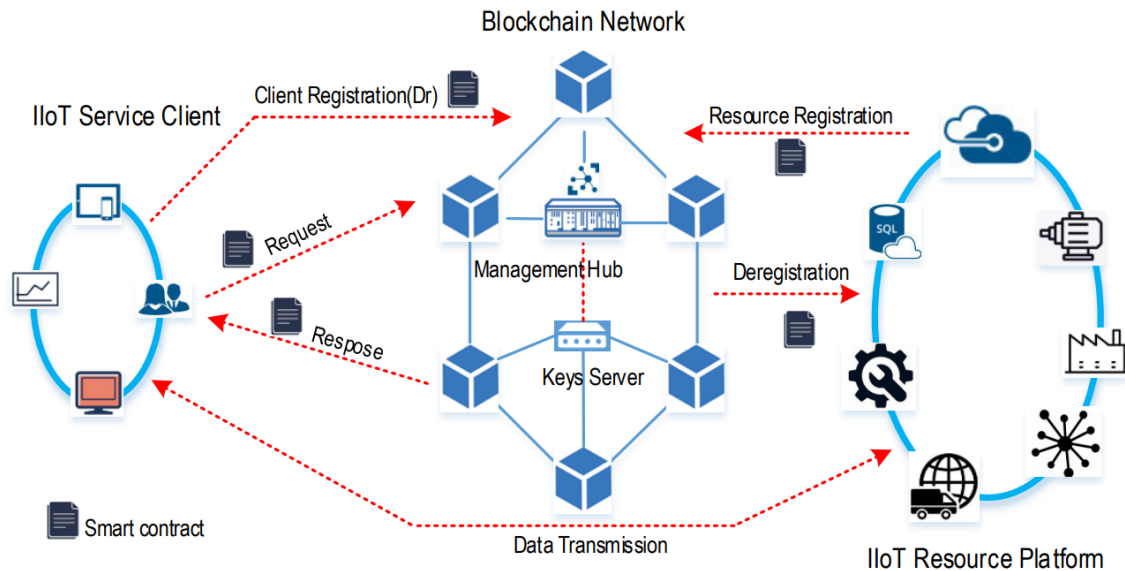 Blockchain Network
Client Registration(Dr)
IIoT Service Client
Resource Registration
SQL
Request
Management Hub
Deregistration
Respose
Keys Server
Smart contract
Data Transmission
IIoT Resource Platform